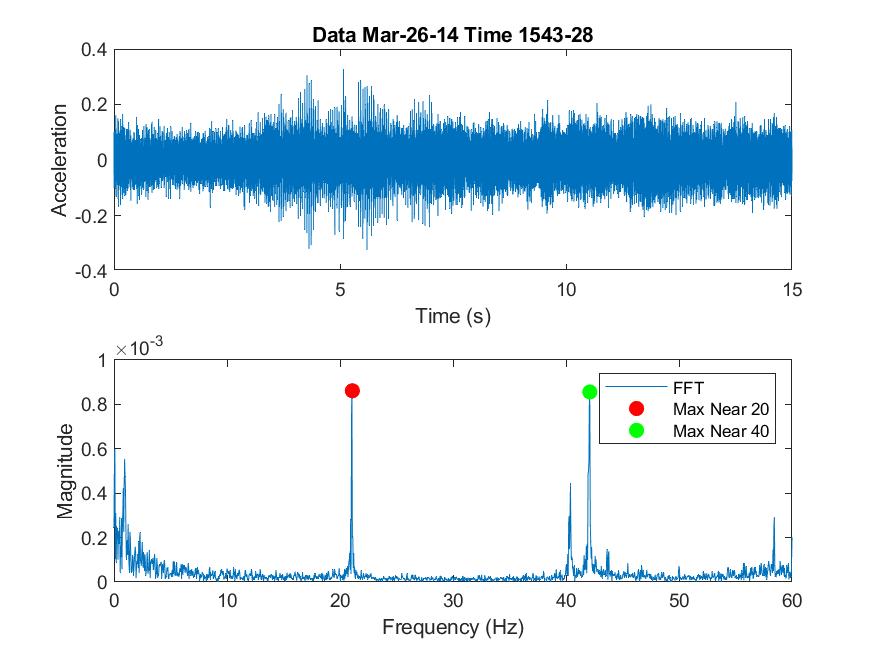 Data Mar-26-14 Time 1543-28
0.4
0.2
0
-0.2
-0.4
Acceleration
0 5 10 15
Time (s)
×10-3
1
0.8
0.6
0.4
0.2
0
Magnitude
FFT
Max Near 20
Max Near 40
0 10 20 30 40 50 60
Frequency (Hz)